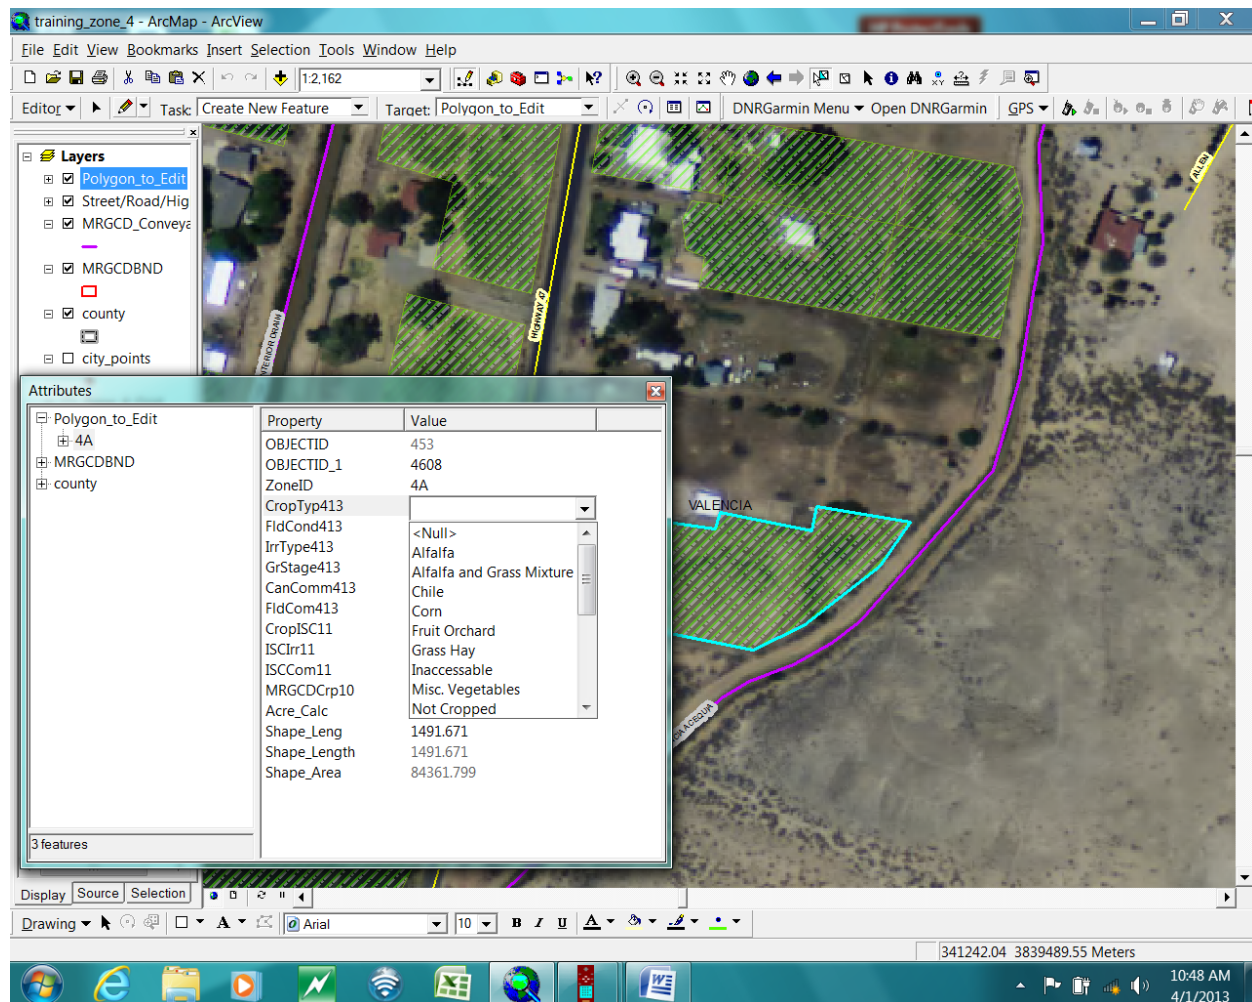 training_zone_4 - ArcMap - ArcView
File Edit View Bookmarks Insert Selection Tools Window Help
1:2,162
Editor Task: Create New Feature Target: Polygon_to_Edit DNRGarmin Menu Open DNRGarmin GPS
Layers
Polygon_to_Edit
Street/Road/Hig
MRGCD_Conveya
MRGCDBND
county
city_points
ALLEN
HIGHWAY 47
INTERIOR DRAIN
VALENCIA
ACEQUA
Attributes
Polygon_to_Edit
4A
MRGCDBND
county
3 features
Property Value
OBJECTID 453
OBJECTID_1 4608
ZoneID 4A
CropTyp413
FldCond413
IrrType413
GrStage413
CanComm413
FldCom413
CropISC11
ISCIrr11
ISCCom11
MRGCDCrp10
Acre_Calc
<Null>
Alfalfa
Alfalfa and Grass Mixture
Chile
Corn
Fruit Orchard
Grass Hay
Inaccessable
Misc. Vegetables
Not Cropped
Shape_Leng 1491.671
Shape_Length 1491.671
Shape_Area 84361.799
Display Source Selection
Drawing A Arial 10 B I U A
341242.04 3839489.55 Meters
10:48 AM
4/1/2013